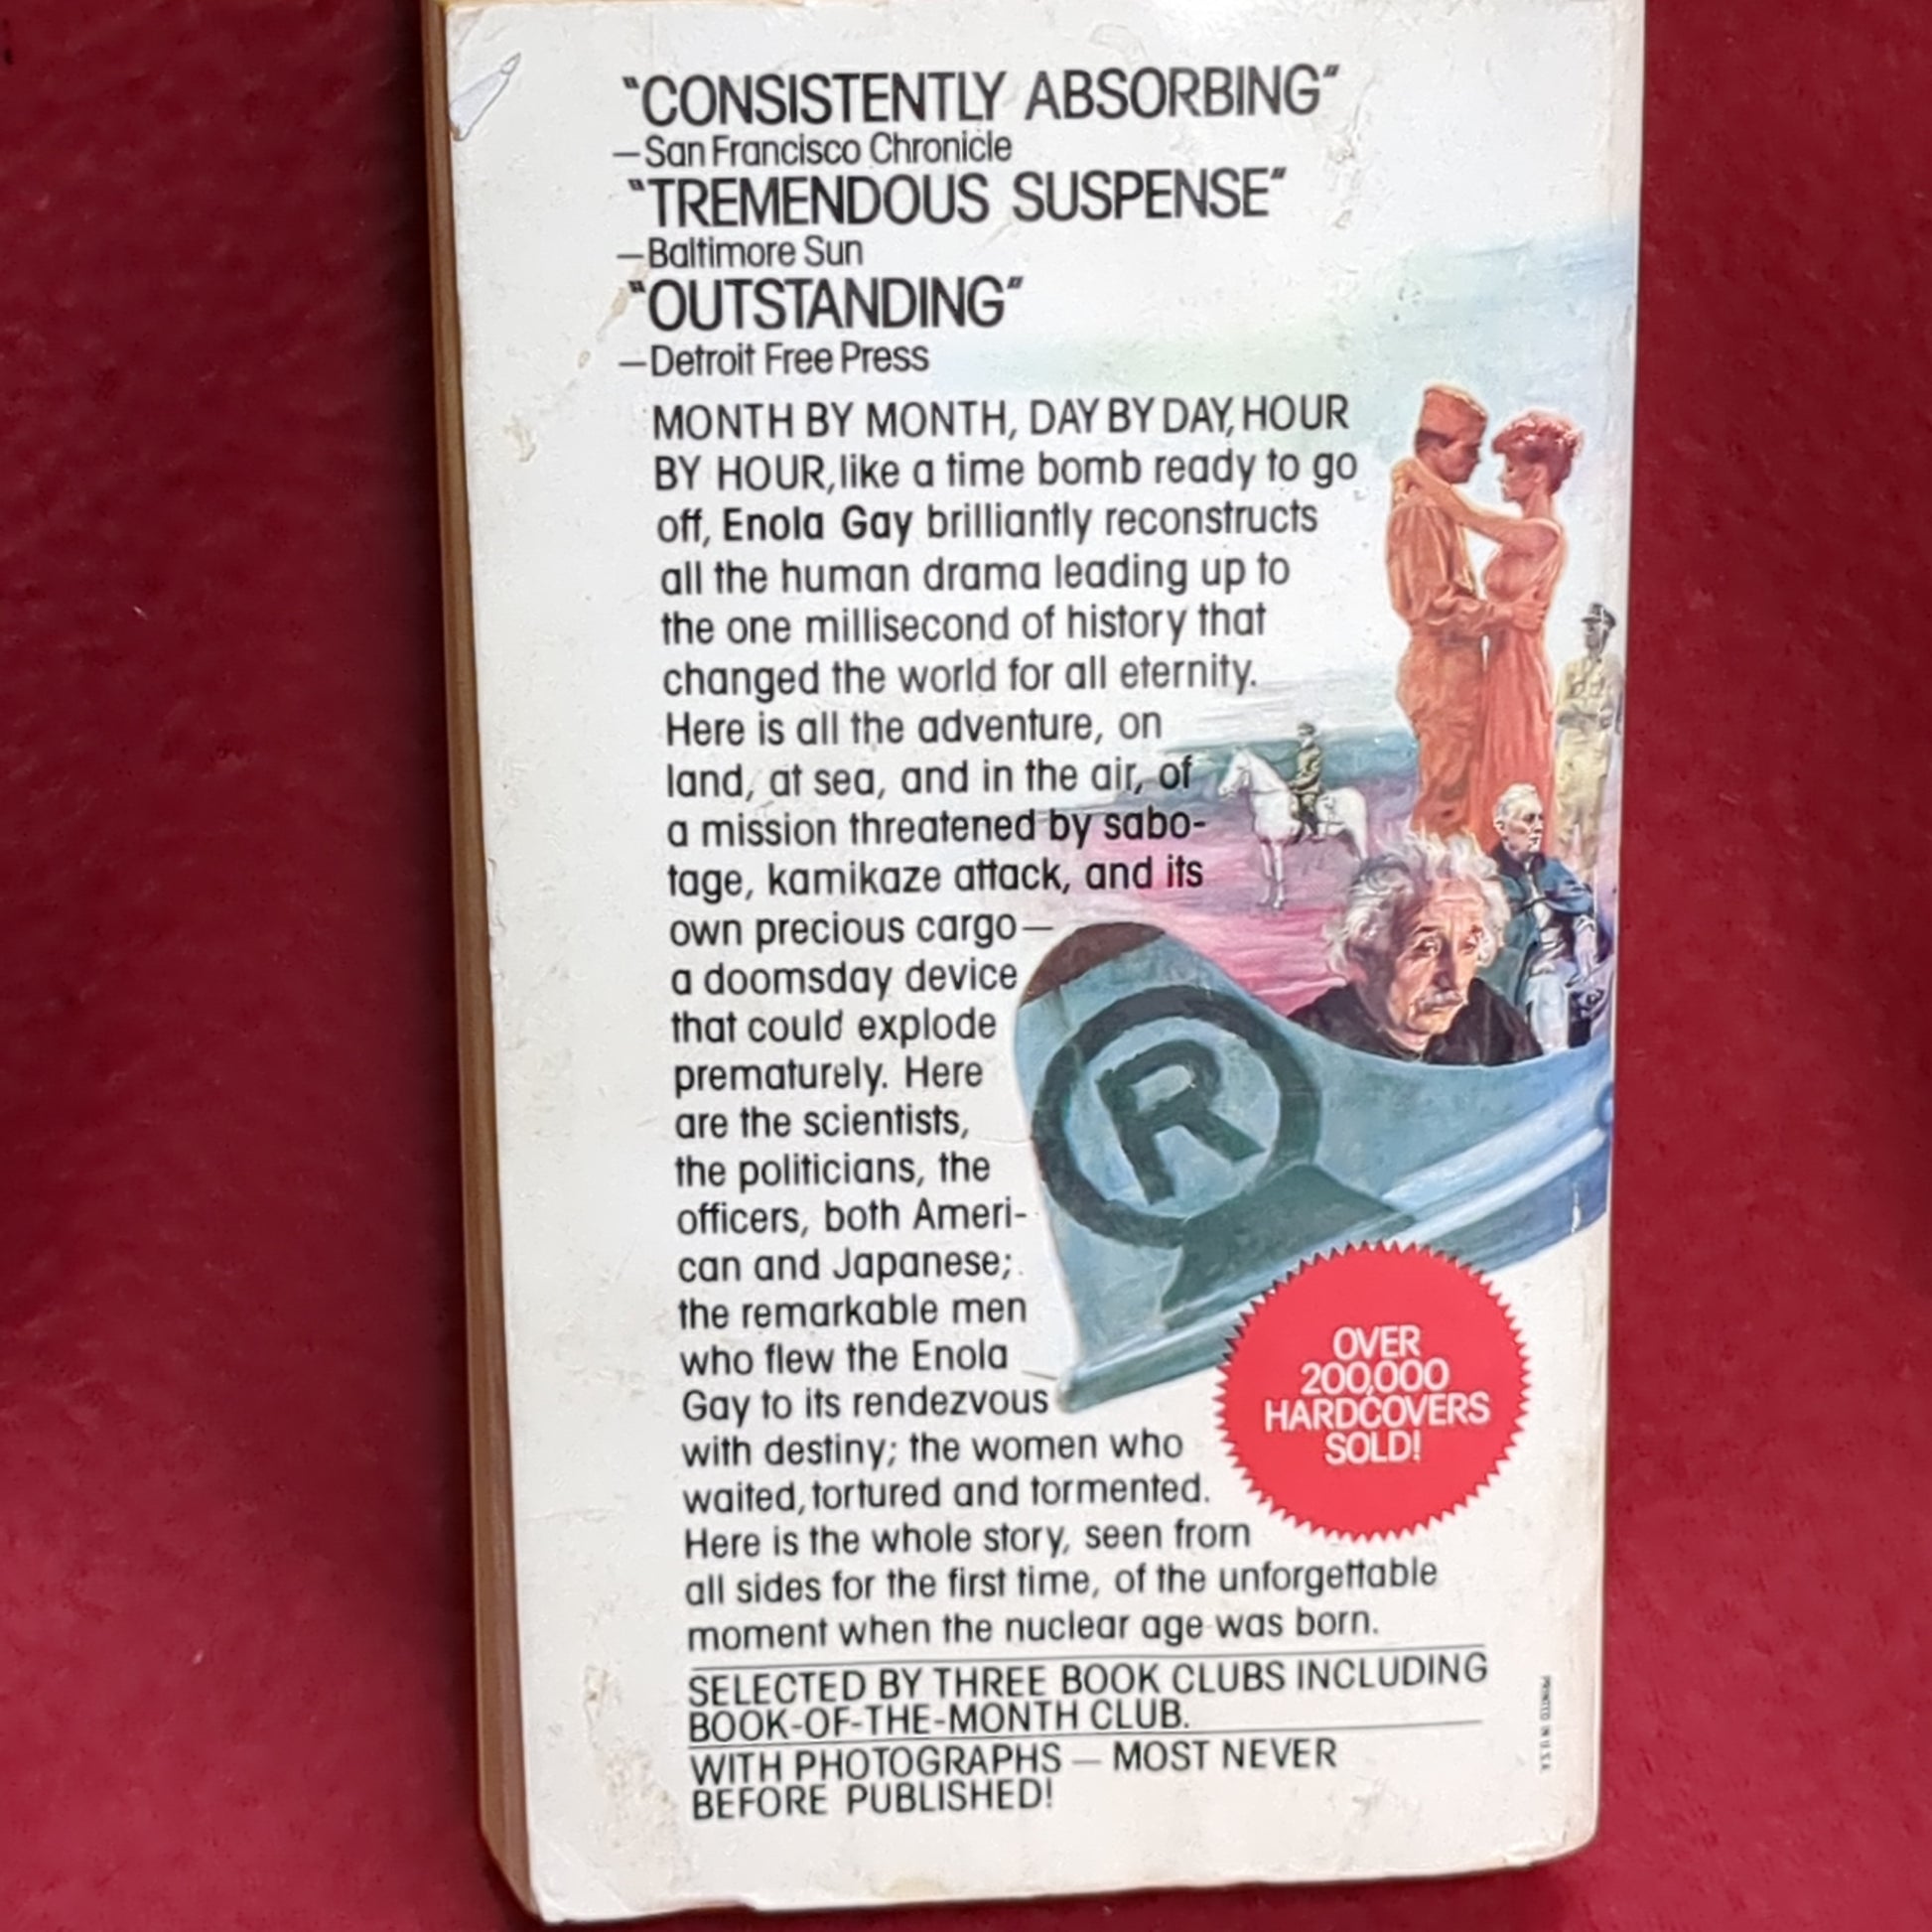 "CONSISTENTLY ABSORBING"
—San Francisco Chronicle
"TREMENDOUS SUSPENSE"
—Baltimore Sun
"OUTSTANDING"
—Detroit Free Press
MONTH BY MONTH, DAY BY DAY, HOUR
BY HOUR, like a time bomb ready to go
off, Enola Gay brilliantly reconstructs
all the human drama leading up to
the one millisecond of history that
changed the world for all eternity.
Here is all the adventure, on
land, at sea, and in the air, of
a mission threatened by sabo-
tage, kamikaze attack, and its
own precious cargo—
a doomsday device
that could explode
prematurely. Here
are the scientists,
the politicians, the
officers, both Ameri-
can and Japanese;
the remarkable men
who flew the Enola
Gay to its rendezvous
with destiny; the women who
waited, tortured and tormented.
Here is the whole story, seen from
all sides for the first time, of the unforgettable
moment when the nuclear age was born.
SELECTED BY THREE BOOK CLUBS INCLUDING
BOOK-OF-THE-MONTH CLUB.
WITH PHOTOGRAPHS — MOST NEVER
BEFORE PUBLISHED!
R
OVER
200,000
HARDCOVERS
SOLD!
PRINTED IN U.S.A.